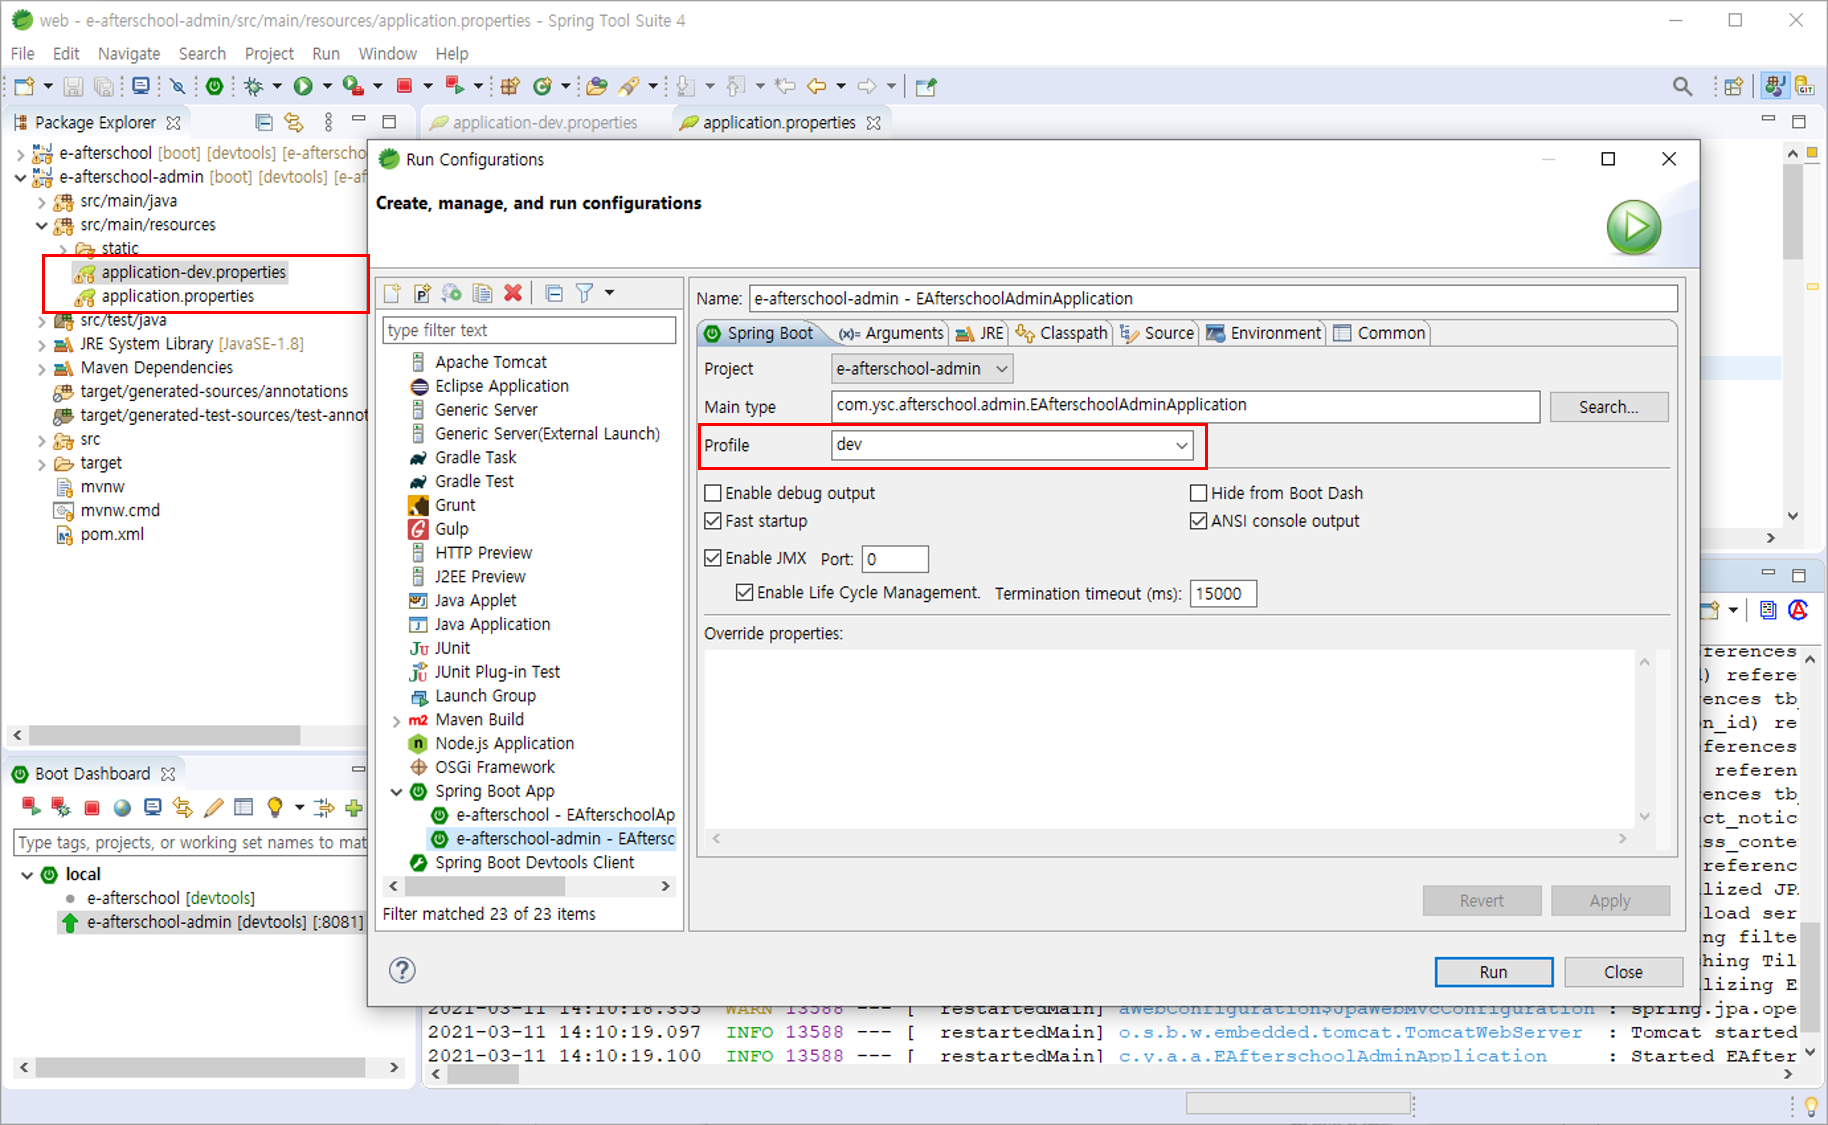 web - e-afterschool-admin/src/main/resources/application.properties - Spring Tool Suite 4
File Edit Navigate Search Project Run Window Help
Package Explorer
application-dev.properties
application.properties
e-afterschool [boot] [devtools] [e-afterscho
e-afterschool-admin [boot] [devtools] [e-af
src/main/java
src/main/resources
static
application-dev.properties
application.properties
src/test/java
JRE System Library [JavaSE-1.8]
Maven Dependencies
target/generated-sources/annotations
target/generated-test-sources/test-annot
src
target
mvnw
mvnw.cmd
pom.xml
Boot Dashboard
Type tags, projects, or working set names to mat
local
e-afterschool [devtools]
e-afterschool-admin [devtools] [:8081]
Run Configurations
Create, manage, and run configurations
type filter text
Apache Tomcat
Eclipse Application
Generic Server
Generic Server(External Launch)
Gradle Task
Gradle Test
Grunt
Gulp
HTTP Preview
J2EE Preview
Java Applet
Java Application
JUnit
JUnit Plug-in Test
Launch Group
Maven Build
Node.js Application
OSGi Framework
Spring Boot App
e-afterschool - EAfterschoolAp
e-afterschool-admin - EAftersc
Spring Boot Devtools Client
Filter matched 23 of 23 items
Name: e-afterschool-admin - EAfterschoolAdminApplication
Spring Boot (x)= Arguments JRE Classpath Source Environment Common
Project e-afterschool-admin
Main type com.ysc.afterschool.admin.EAfterschoolAdminApplication Search...
Profile dev
Enable debug output Hide from Boot Dash
Fast startup ANSI console output
Enable JMX Port: 0
Enable Life Cycle Management. Termination timeout (ms): 15000
Override properties:
Revert Apply
Run Close
ferences
) refere
ences tb
n_id) re
ferences
referen
ences tb
ct_notic
ss_conte
referenc
lized JP
load ser
ng filte
hing Til
lizing E
2021-03-11 14:10:18.355 WARN 13588 --- [ restartedMain] aWebConfiguration$JpaWebMvcConfiguration : spring.jpa.ope
2021-03-11 14:10:19.097 INFO 13588 --- [ restartedMain] o.s.b.w.embedded.tomcat.TomcatWebServer : Tomcat started
2021-03-11 14:10:19.100 INFO 13588 --- [ restartedMain] c.y.a.a.EAfterschoolAdminApplication : Started EAfter